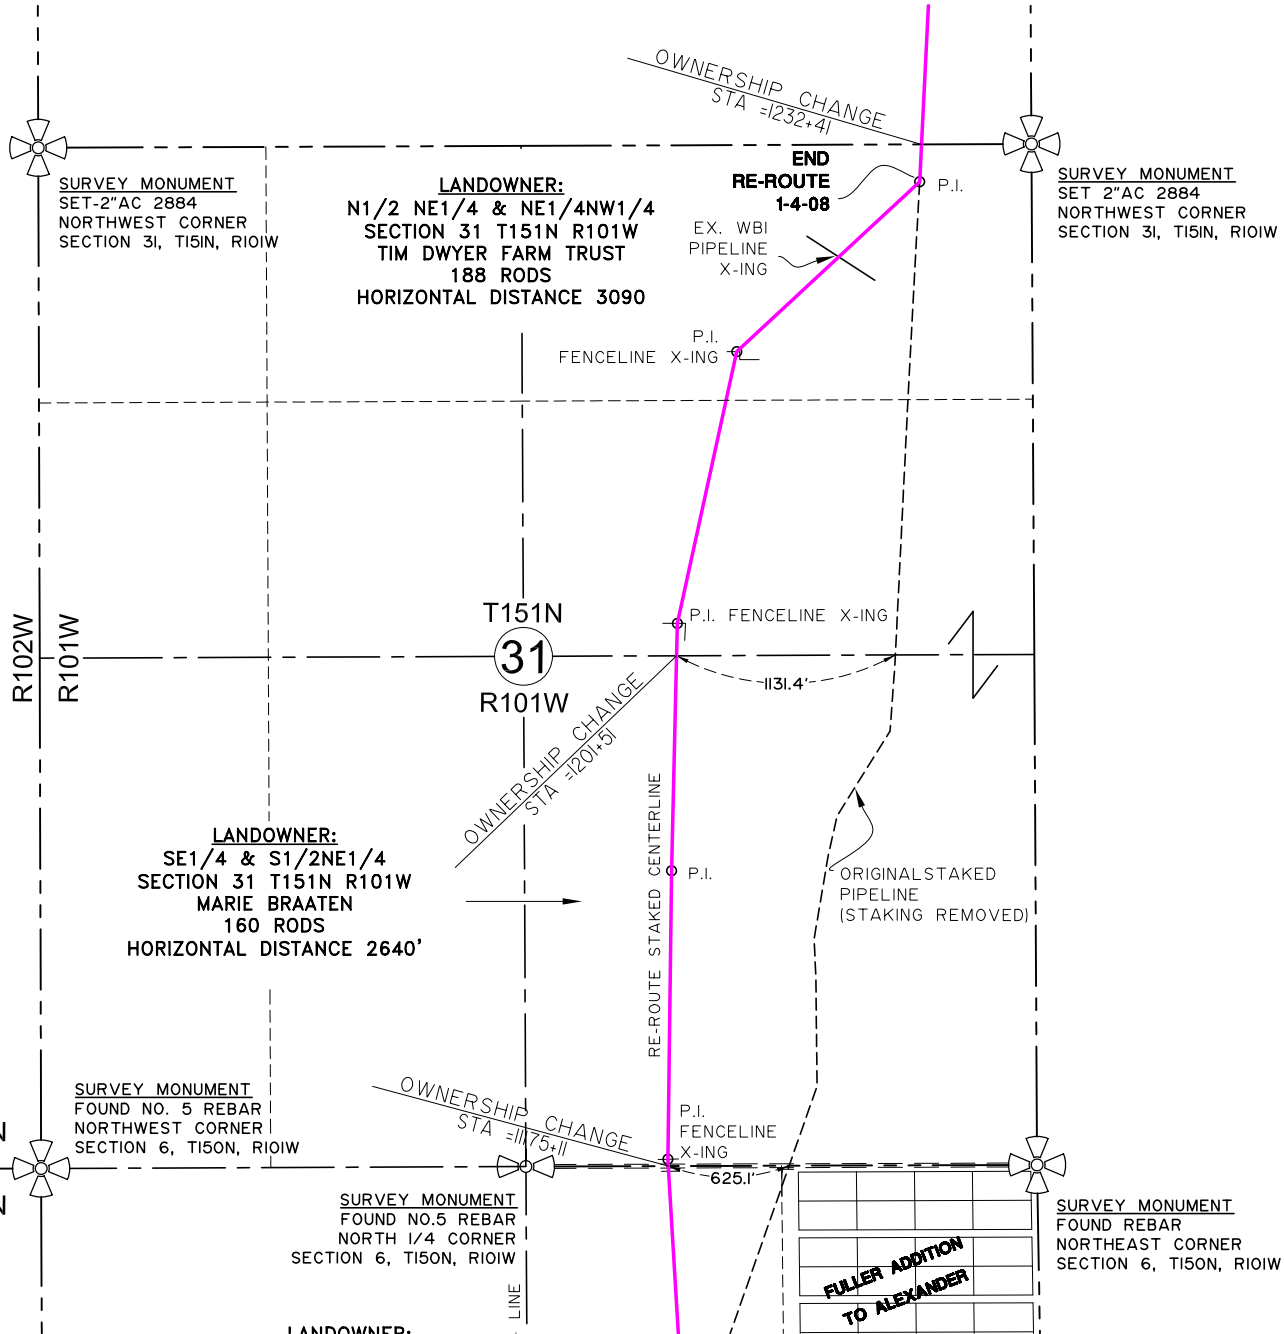 OWNERSHIP CHANGE
STA =1232+41
END
RE-ROUTE
1-4-08
P.I.
SURVEY MONUMENT
SET-2"AC 2884
NORTHWEST CORNER
SECTION 31, T151N, R101W
LANDOWNER:
N1/2 NE1/4 & NE1/4NW1/4
SECTION 31 T151N R101W
TIM DWYER FARM TRUST
188 RODS
HORIZONTAL DISTANCE 3090
SURVEY MONUMENT
SET 2"AC 2884
NORTHWEST CORNER
SECTION 31, T151N, R101W
EX. WBI
PIPELINE
X-ING
P.I.
FENCELINE X-ING
T151N
31
R101W
R102W
R101W
P.I. FENCELINE X-ING
1131.4'
OWNERSHIP CHANGE
STA =1201+51
RE-ROUTE STAKED CENTERLINE
LANDOWNER:
SE1/4 & S1/2NE1/4
SECTION 31 T151N R101W
MARIE BRAATEN
160 RODS
HORIZONTAL DISTANCE 2640'
P.I.
ORIGINALSTAKED
PIPELINE
(STAKING REMOVED)
SURVEY MONUMENT
FOUND NO. 5 REBAR
NORTHWEST CORNER
SECTION 6, T150N, R101W
N
N
OWNERSHIP CHANGE
STA =1175+11
P.I.
FENCELINE
X-ING
625.1'
SURVEY MONUMENT
FOUND NO.5 REBAR
NORTH 1/4 CORNER
SECTION 6, T150N, R101W
SURVEY MONUMENT
FOUND REBAR
NORTHEAST CORNER
SECTION 6, T150N, R101W
FULLER ADDITION
TO ALEXANDER
LINE
LANDOWNER: